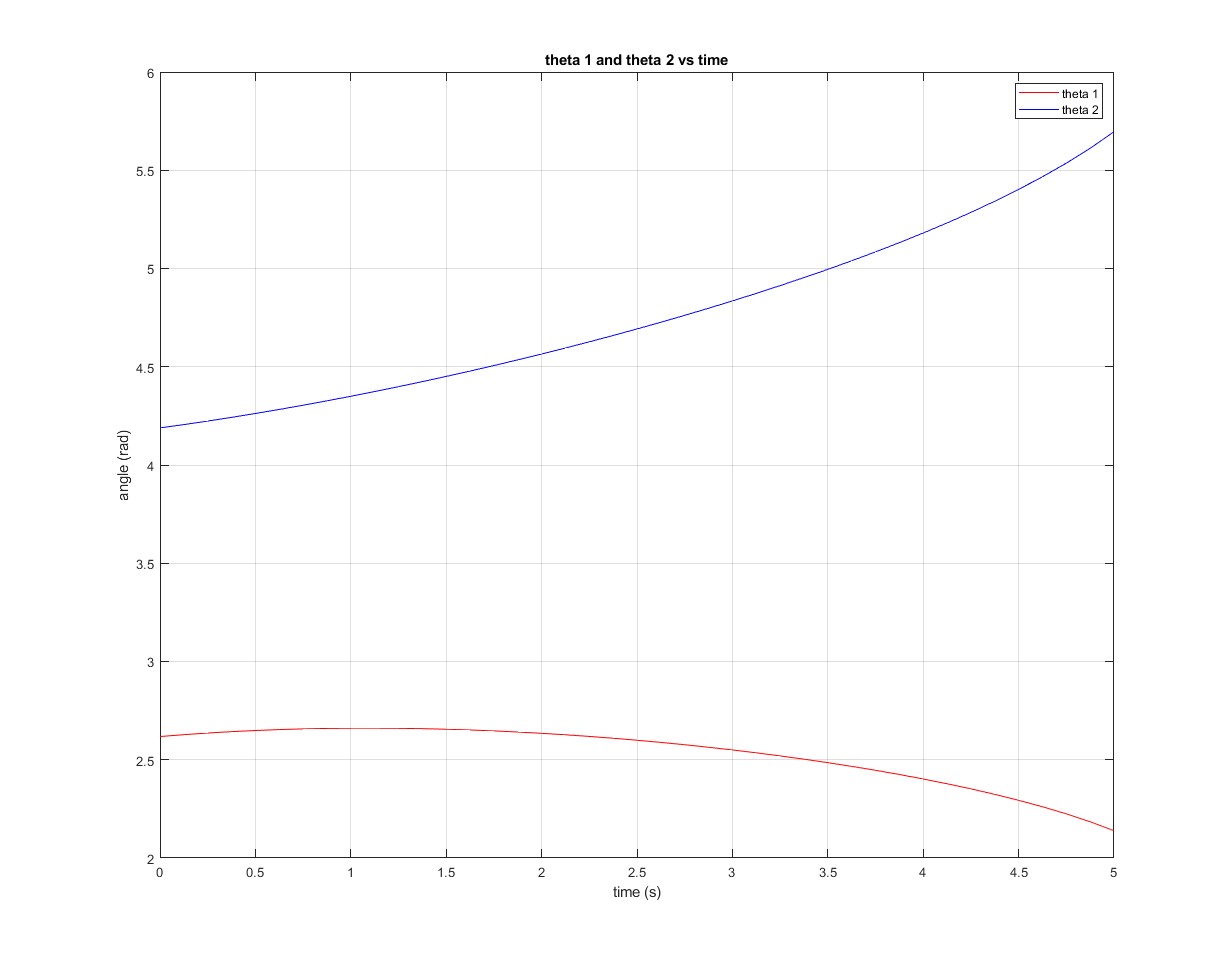 theta 1 and theta 2 vs time
theta 1
theta 2
6
5.5
5
4.5
4
3.5
3
2.5
2
angle (rad)
0 0.5 1 1.5 2 2.5 3 3.5 4 4.5 5
time (s)